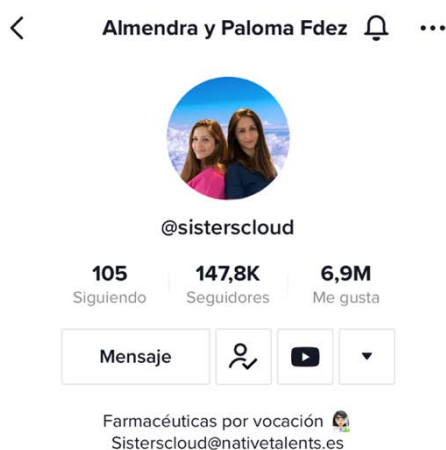 Almendra y Paloma Fdez
@sisterscloud
105 147,8K 6,9M
Siguiendo Seguidores Me gusta
Mensaje
Farmacéuticas por vocación 👩🏻‍🔬
Sisterscloud@nativetalents.es